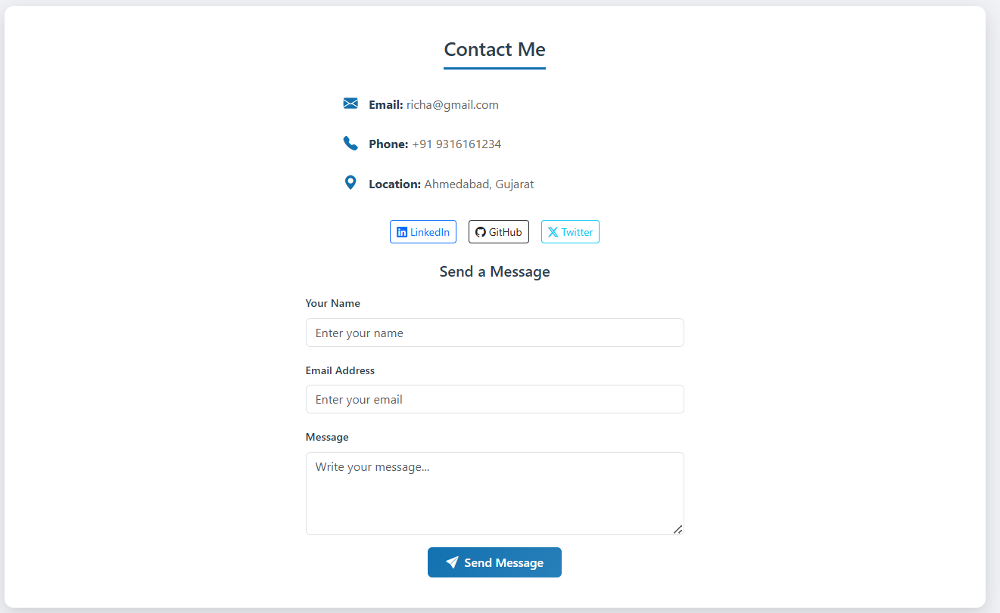 Contact Me
Email: richa@gmail.com
Phone: +91 9316161234
Location: Ahmedabad, Gujarat
LinkedIn GitHub Twitter
Send a Message
Your Name
Enter your name
Email Address
Enter your email
Message
Write your message...
Send Message